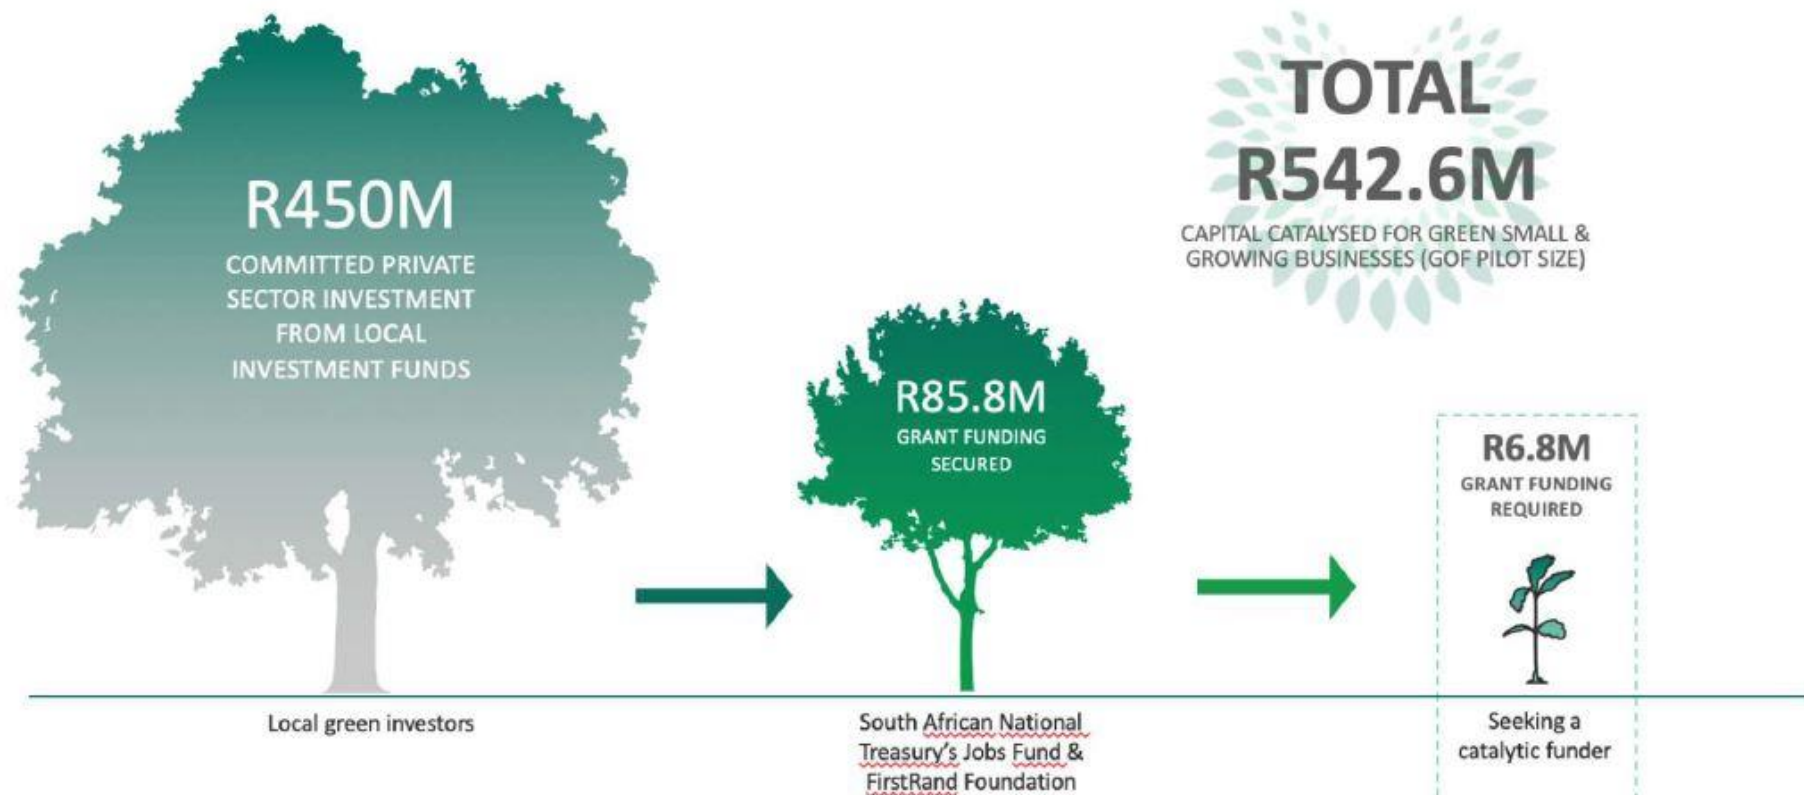 R450M
COMMITTED PRIVATE
SECTOR INVESTMENT
FROM LOCAL
INVESTMENT FUNDS
Local green investors
R85.8M
GRANT FUNDING
SECURED
South African National
Treasury's Jobs Fund &
FirstRand Foundation
TOTAL
R542.6M
CAPITAL CATALYSED FOR GREEN SMALL &
GROWING BUSINESSES (GOF PILOT SIZE)
R6.8M
GRANT FUNDING
REQUIRED
Seeking a
catalytic funder